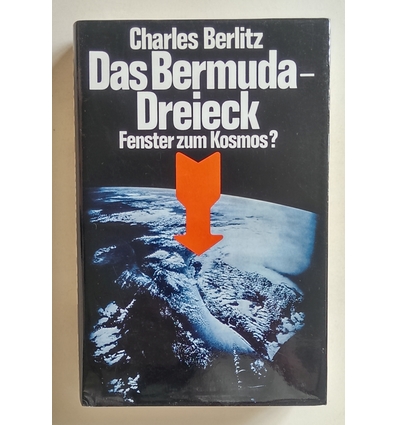 Charles Berlitz
Das Bermuda–
Dreieck
Fenster zum Kosmos?